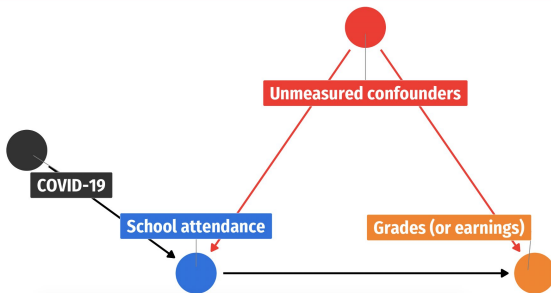 Unmeasured confounders
COVID-19
School attendance
Grades (or earnings)